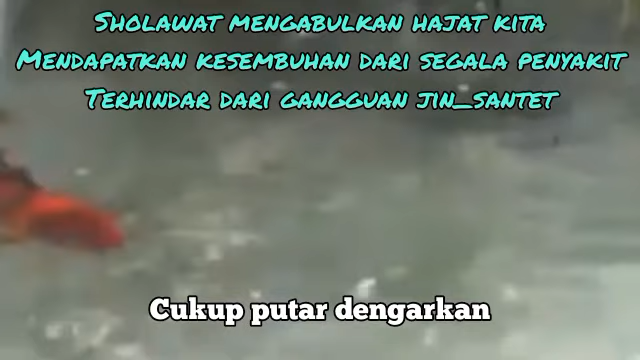 Sholawat mengabulkan hajat kita
Mendapatkan kesembuhan dari segala penyakit
Terhindar dari gangguan jin_santet
Cukup putar dengarkan